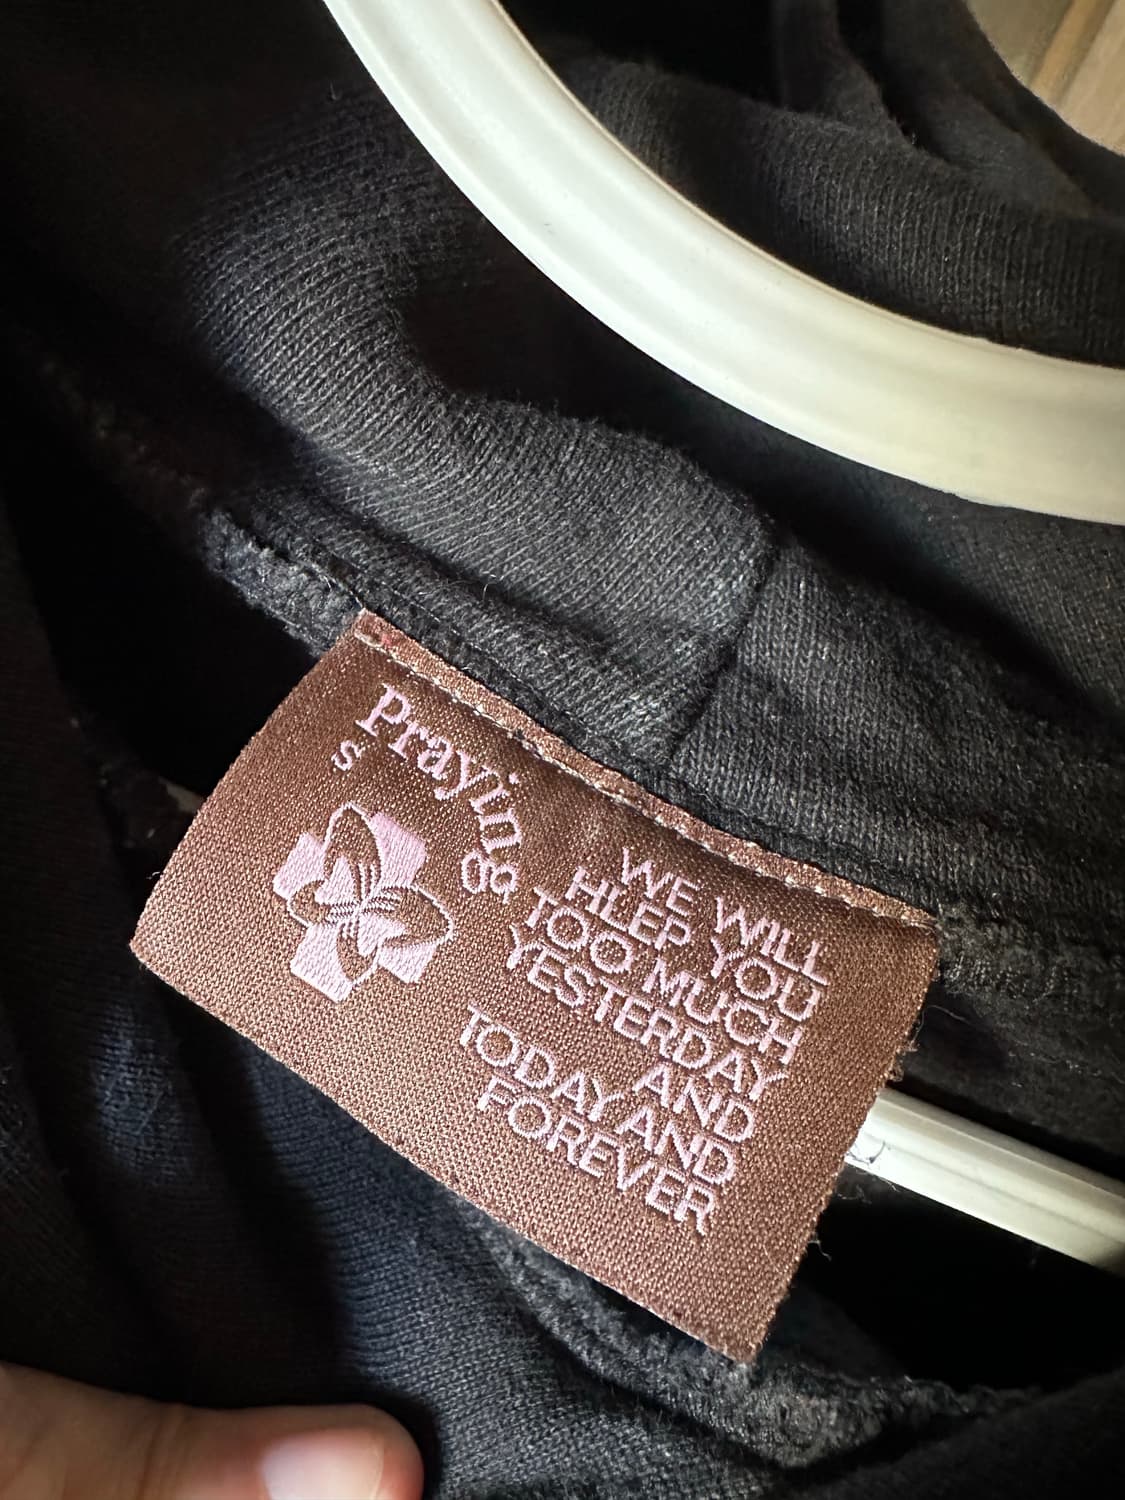 Praying
S
WE WILL
HLEP YOU
TOO MUCH
YESTERDAY
AND
TODAY AND
FOREVER